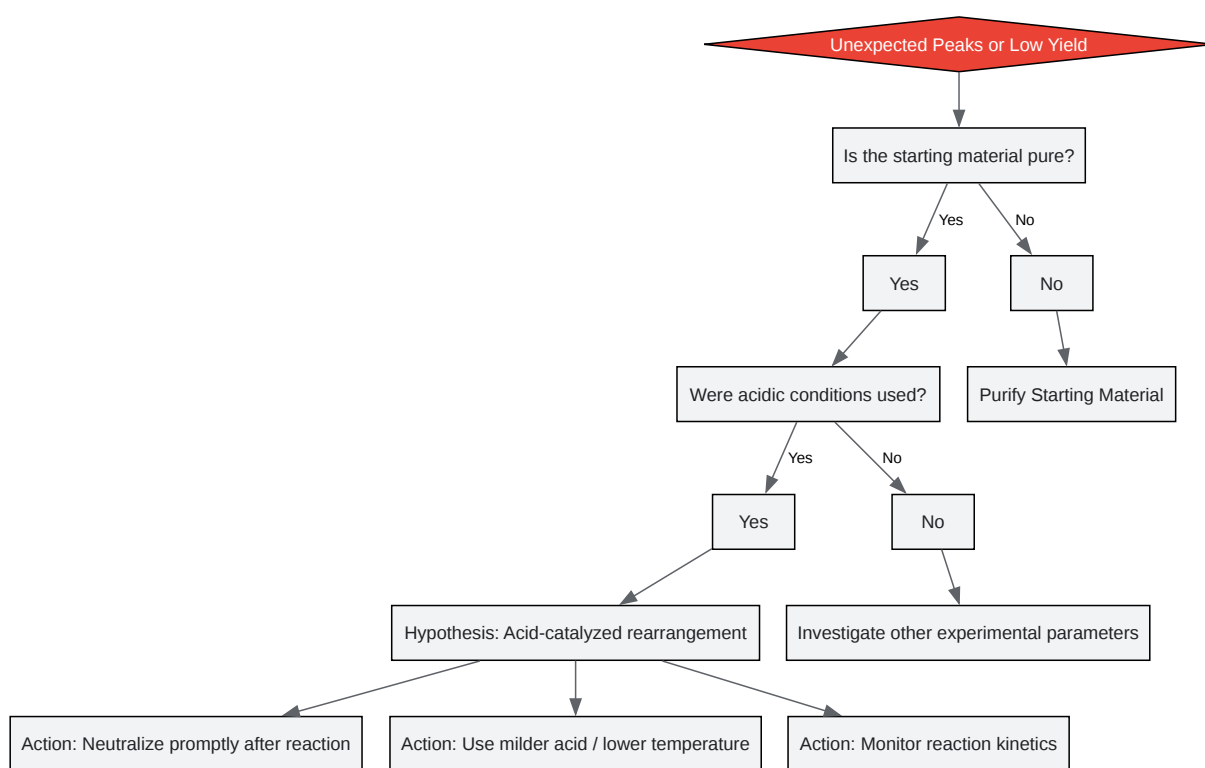 Unexpected Peaks or Low Yield
Is the starting material pure?
Yes
No
Yes
No
Were acidic conditions used?
Purify Starting Material
Yes
No
Yes
No
Hypothesis: Acid-catalyzed rearrangement
Investigate other experimental parameters
Action: Neutralize promptly after reaction
Action: Use milder acid / lower temperature
Action: Monitor reaction kinetics